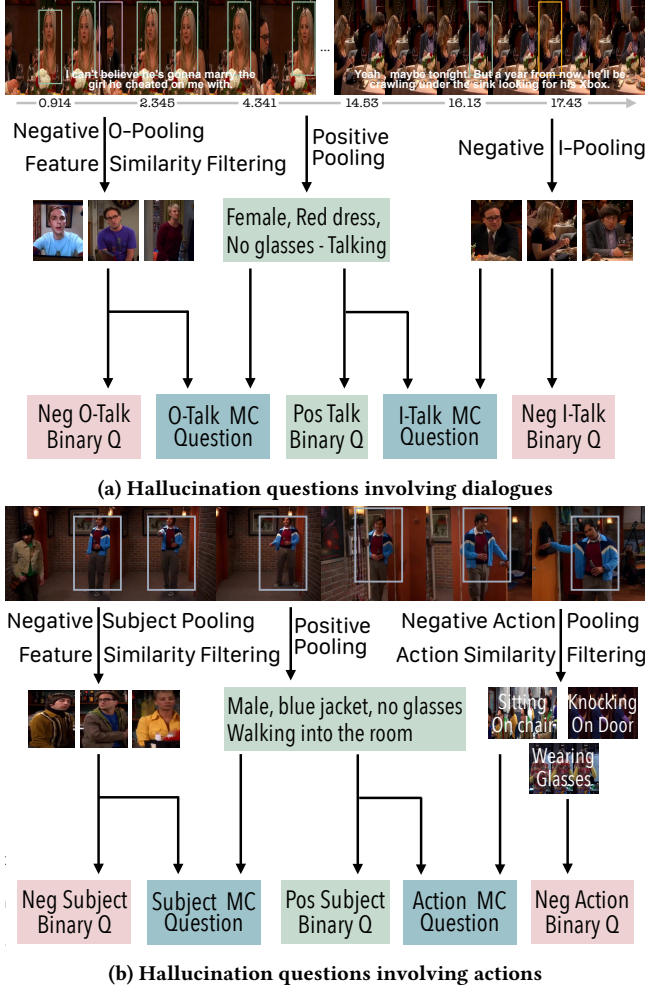 I can't believe he's gonna marry the
girl he cheated on me with.
...
Yeah , maybe tonight. But a year from now, he'll be
crawling under the sink looking for his Xbox.
0.914 2.345 4.341 14.53 16.13 17.43
Negative O-Pooling
Feature Similarity Filtering
Positive
Pooling
Negative I-Pooling
Female, Red dress,
No glasses - Talking
Neg O-Talk
Binary Q
O-Talk MC
Question
Pos Talk
Binary Q
I-Talk MC
Question
Neg I-Talk
Binary Q
(a) Hallucination questions involving dialogues
Negative Subject Pooling
Feature Similarity Filtering
Positive
Pooling
Negative Action Pooling
Action Similarity Filtering
Male, blue jacket, no glasses
Walking into the room
Sitting
On chair
Knocking
On Door
Wearing
Glasses
Neg Subject
Binary Q
Subject MC
Question
Pos Subject
Binary Q
Action MC
Question
Neg Action
Binary Q
(b) Hallucination questions involving actions